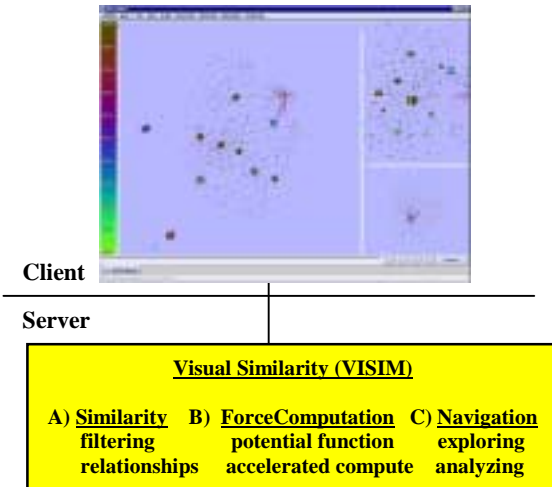 Client
Server
Visual Similarity (VISIM)
A) Similarity B) ForceComputation C) Navigation
filtering potential function exploring
relationships accelerated compute analyzing